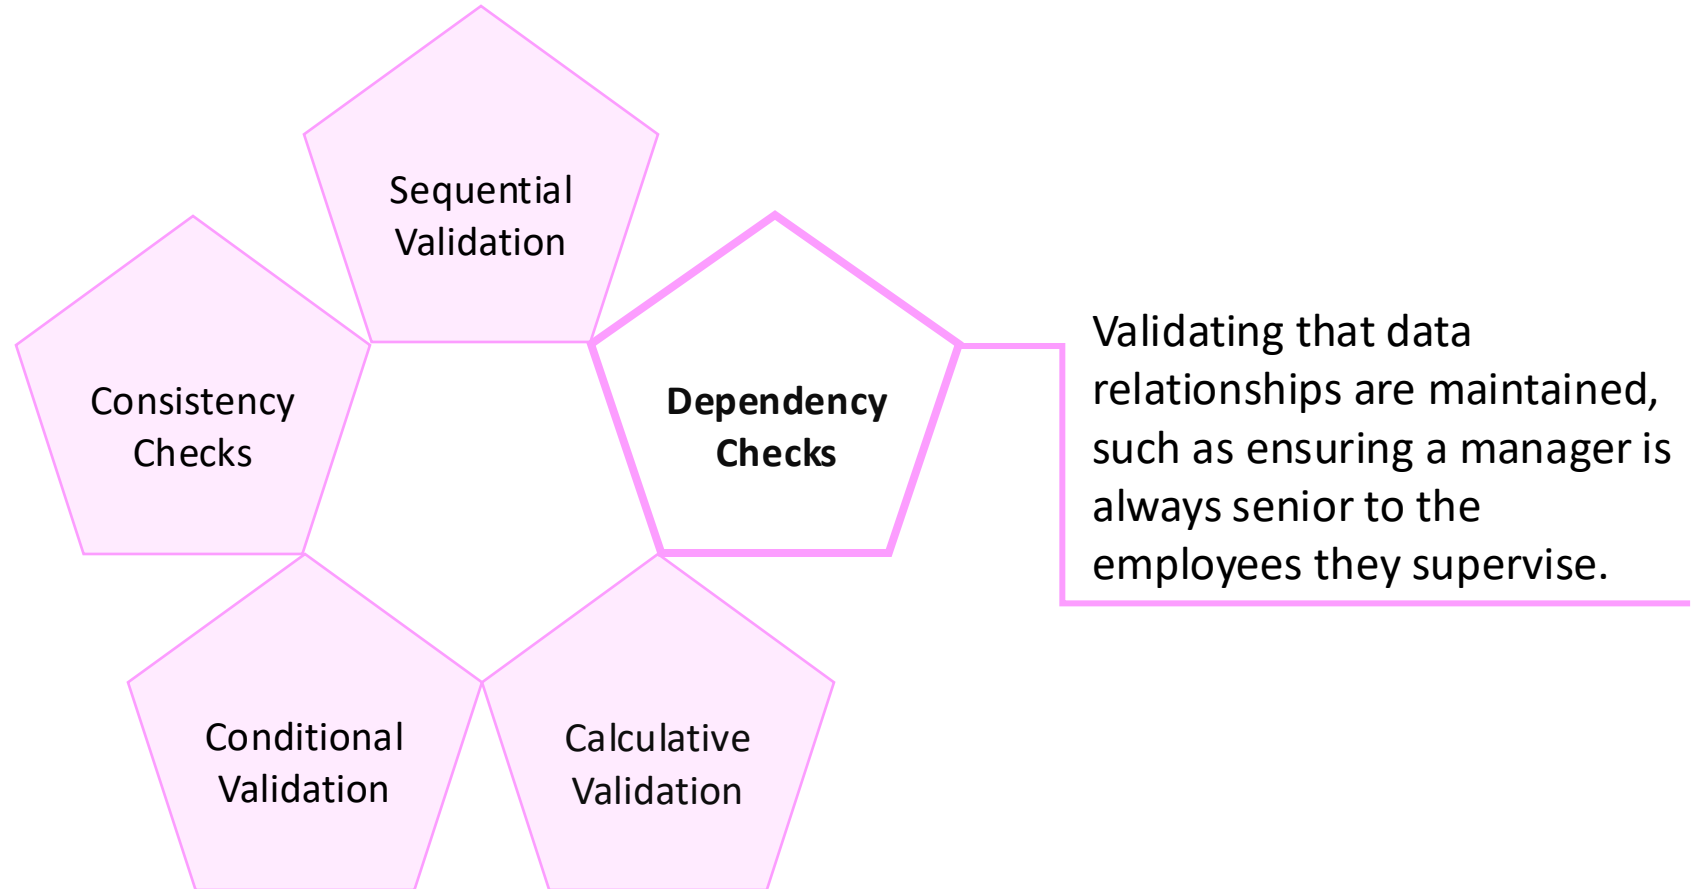 Sequential
Validation
Consistency
Checks
Dependency
Checks
Validating that data
relationships are maintained,
such as ensuring a manager is
always senior to the
employees they supervise.
Conditional
Validation
Calculative
Validation